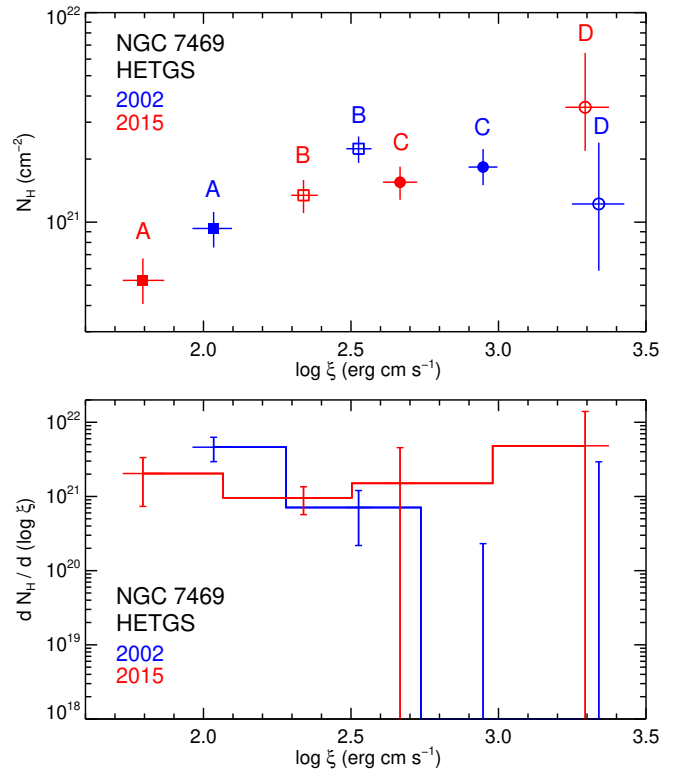 10²²
NGC 7469
HETGS
2002
2015
D
B
C
C
D
B
A
A
N_H (cm⁻²)
10²¹
2.0 2.5 3.0 3.5
log ξ (erg cm s⁻¹)
10²²
10²¹
10²⁰
d N_H / d (log ξ)
NGC 7469
HETGS
2002
2015
10¹⁹
10¹⁸
2.0 2.5 3.0 3.5
log ξ (erg cm s⁻¹)